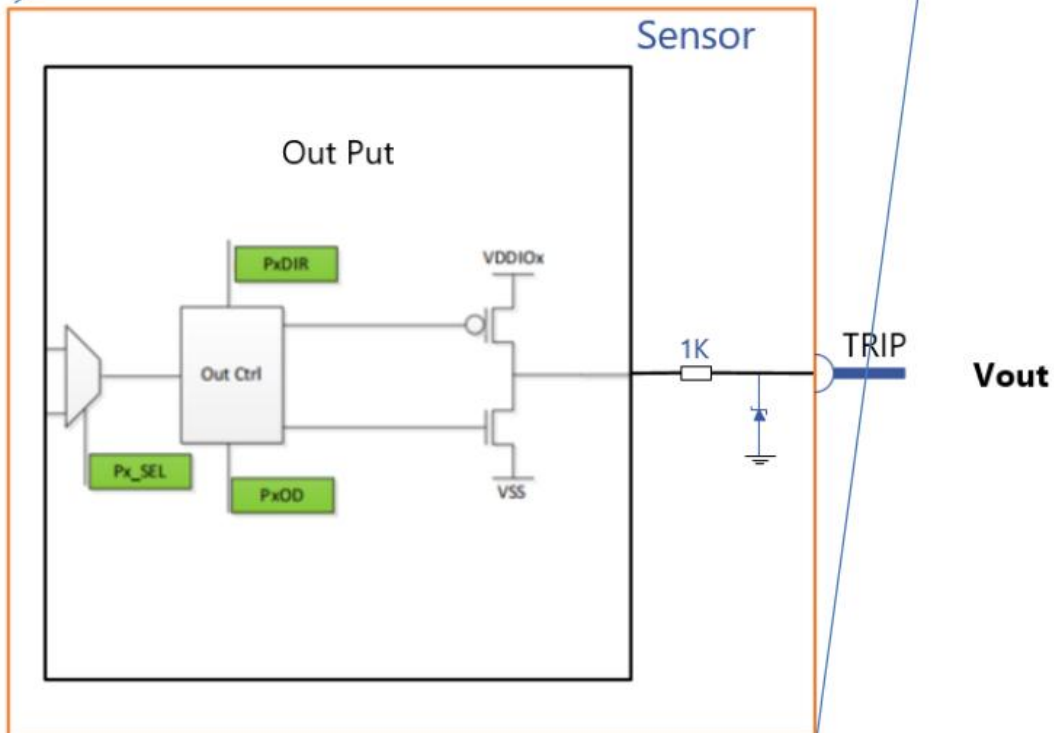 Sensor
Out Put
PxDIR
VDDIOx
1K
TRIP
Out Ctrl
Vout
Px_SEL
PxOD
VSS